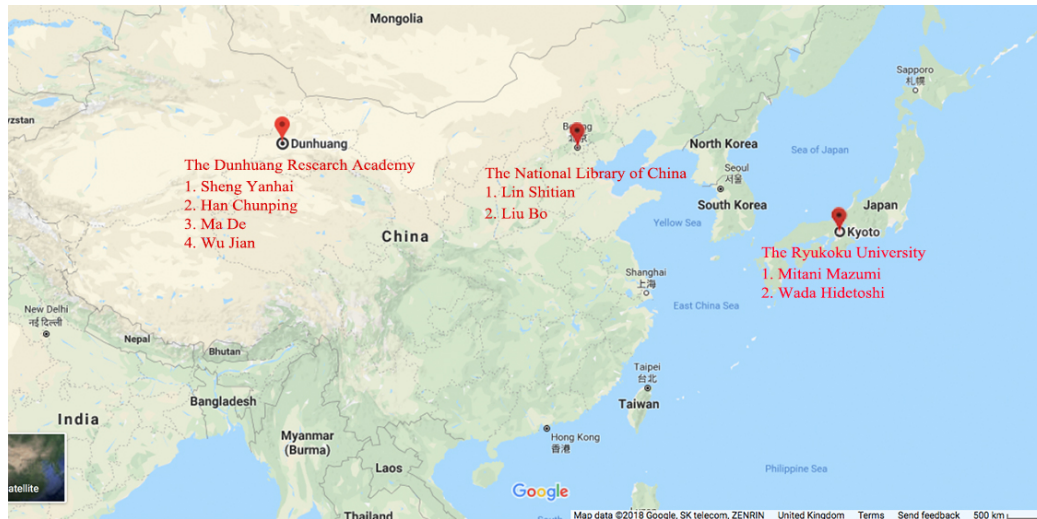 Mongolia
Sapporo
札幌
yzstan
Beijing
北京
Dunhuang
North Korea
Sea of Japan
The Dunhuang Research Academy
The National Library of China
Seoul
서울
1. Sheng Yanhai
1. Lin Shitian
2. Han Chunping
2. Liu Bo
South Korea
Japan
3. Ma De
4. Wu Jian
China
Yellow Sea
Kyoto
The Ryukoku University
1. Mitani Mazumi
2. Wada Hidetoshi
Shanghai
上海
East China Sea
New Delhi
नई दिल्ली
Nepal
Bhutan
Taipei
台北
Bangladesh
Taiwan
India
Myanmar
(Burma)
Hong Kong
香港
Laos
Philippine Sea
atellite
Google
Thailand
South
Map data ©2018 Google, SK telecom, ZENRIN United Kingdom Terms Send feedback 500 km